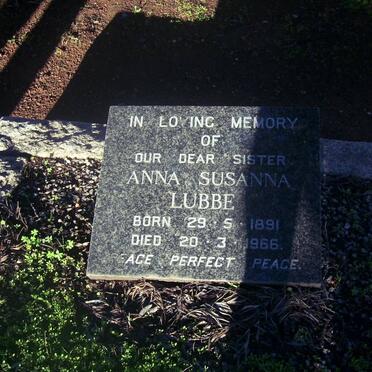 IN LOVING MEMORY
OF
OUR DEAR SISTER
ANNA SUSANNA
LUBBE
BORN 29·5·1891
DIED 20·3·1966.
EACE PERFECT PEACE.